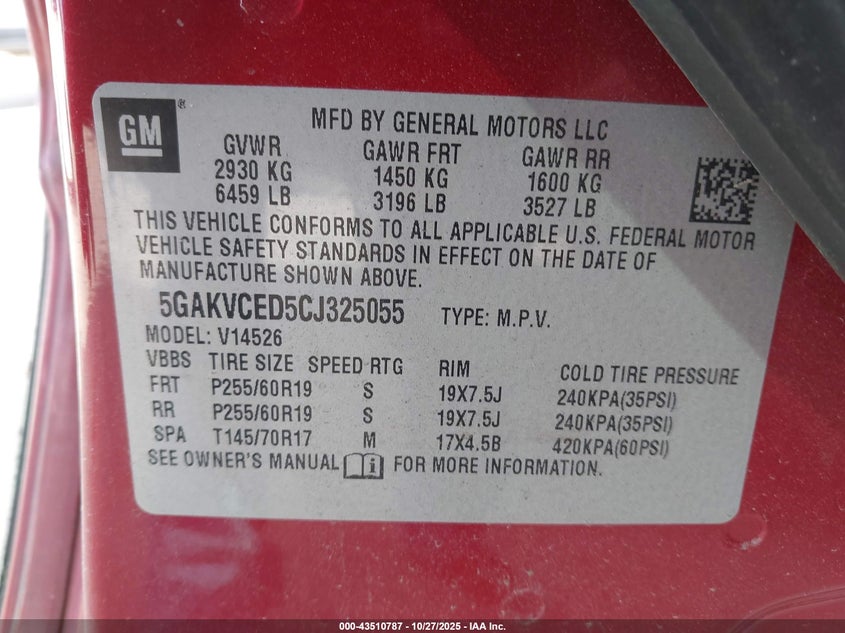 GM ®
MFD BY GENERAL MOTORS LLC
GVWR GAWR FRT GAWR RR
2930 KG 1450 KG 1600 KG
6459 LB 3196 LB 3527 LB
THIS VEHICLE CONFORMS TO ALL APPLICABLE U.S. FEDERAL MOTOR
VEHICLE SAFETY STANDARDS IN EFFECT ON THE DATE OF
MANUFACTURE SHOWN ABOVE.
5GAKVCED5CJ325055 TYPE: M.P.V.
MODEL: V14526
VBBS TIRE SIZE SPEED RTG RIM COLD TIRE PRESSURE
FRT P255/60R19 S 19X7.5J 240KPA(35PSI)
RR P255/60R19 S 19X7.5J 240KPA(35PSI)
SPA T145/70R17 M 17X4.5B 420KPA(60PSI)
SEE OWNER'S MANUAL i FOR MORE INFORMATION.
000-43510787 - 10/27/2025 - IAA Inc.